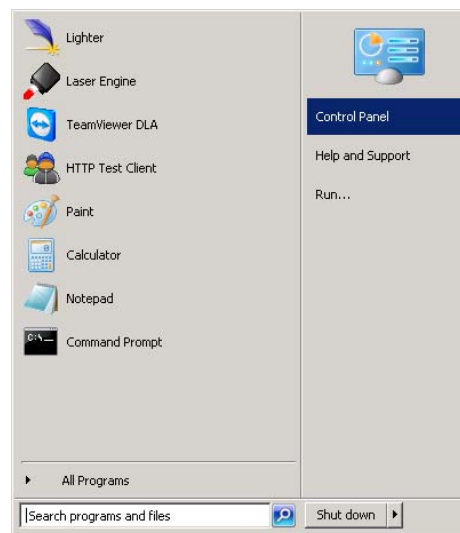 Lighter
Laser Engine
TeamViewer DLA
HTTP Test Client
Paint
Calculator
Notepad
Command Prompt
All Programs
Search programs and files
Control Panel
Help and Support
Run...
Shut down